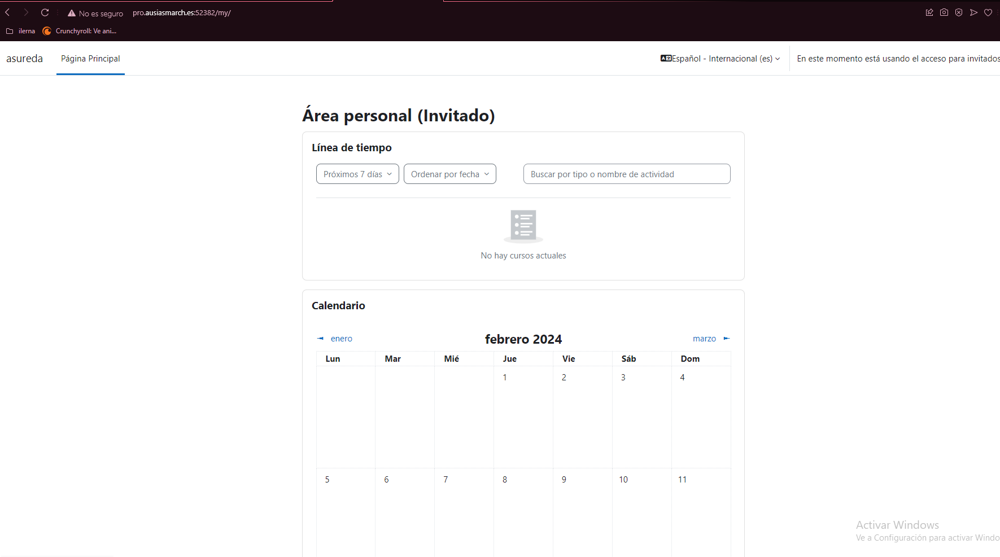 No es seguro pro.ausiasmarch.es:52382/my/
ilerna Crunchyroll: Ve ani...
asureda Página Principal Español - Internacional (es) En este momento está usando el acceso para invitados
Área personal (Invitado)
Línea de tiempo
Próximos 7 días Ordenar por fecha Buscar por tipo o nombre de actividad
No hay cursos actuales
Calendario
enero febrero 2024 marzo
Lun Mar Mié Jue Vie Sáb Dom
1 2 3 4
5 6 7 8 9 10 11
Activar Windows
Ve a Configuración para activar Windo